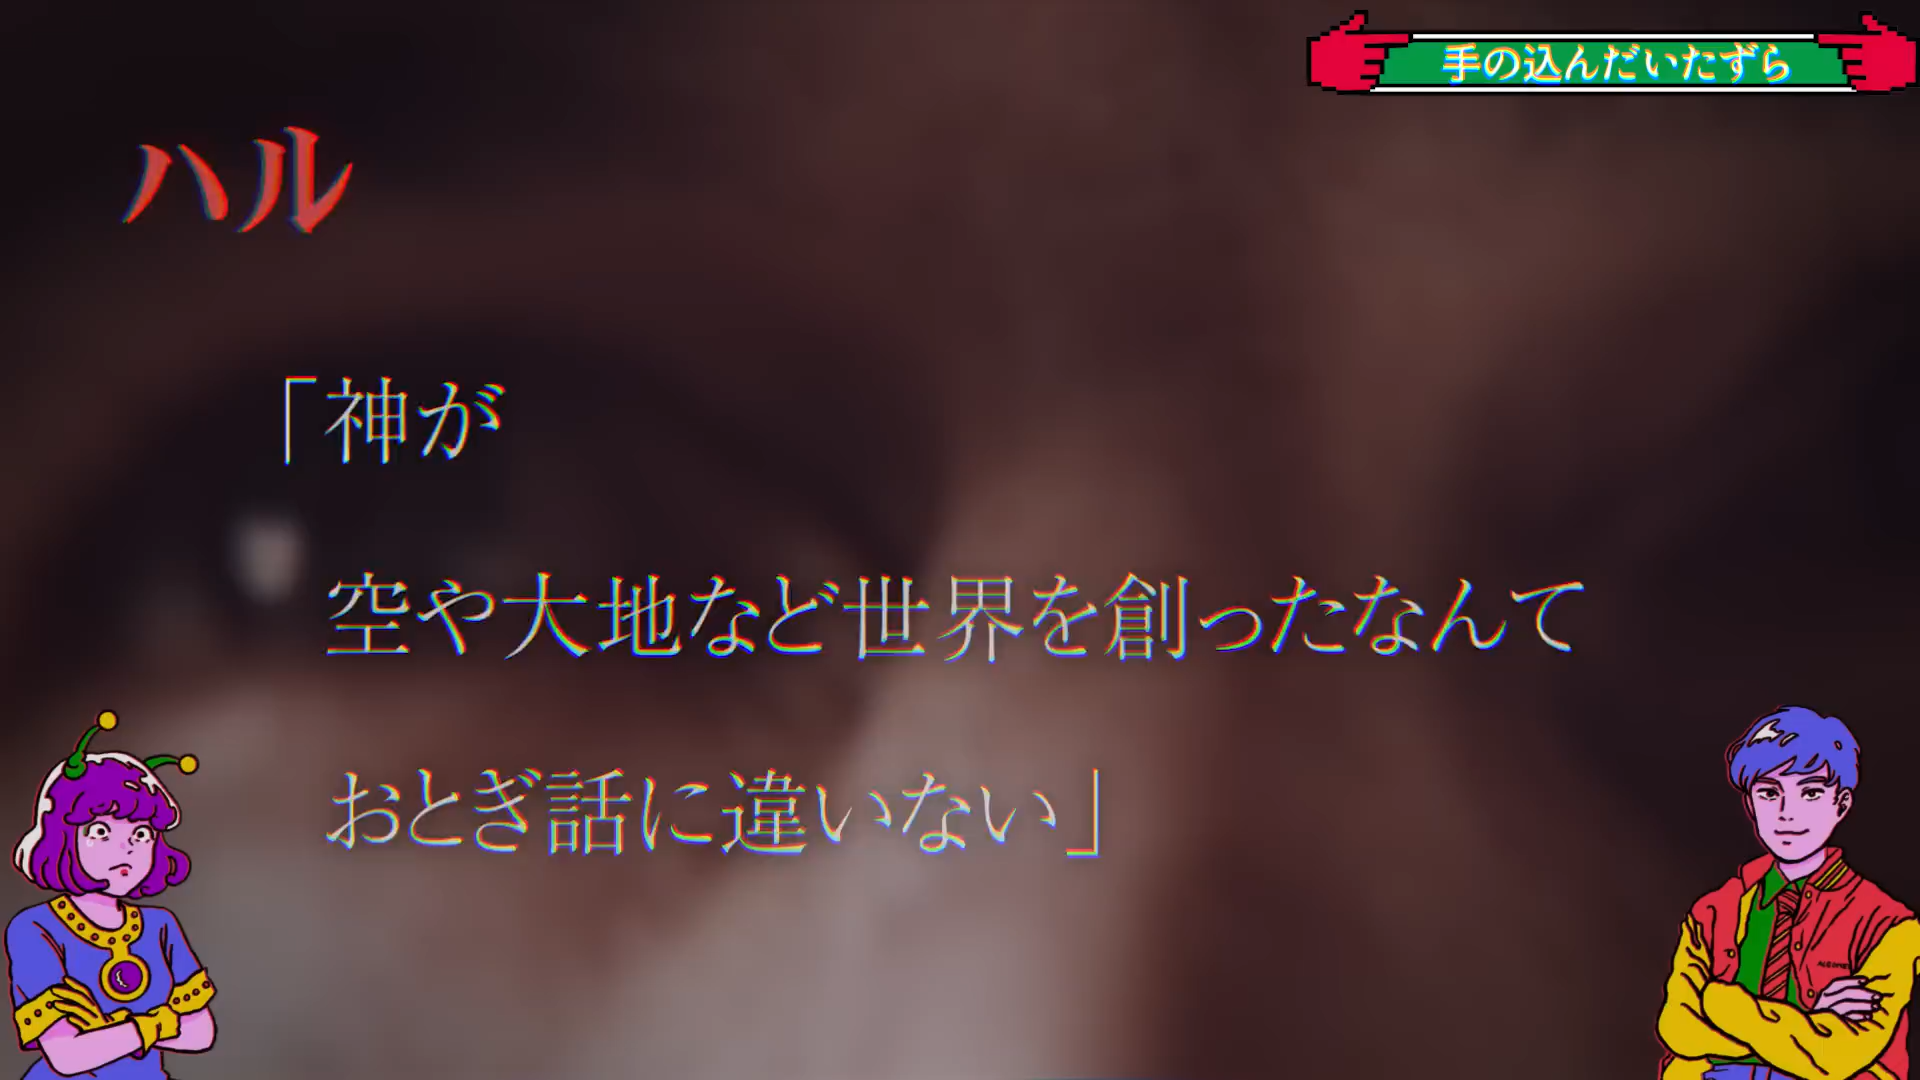 手の込んだいたずら
ハル
「神が
空や大地など世界を創ったなんて
おとぎ話に違いない」